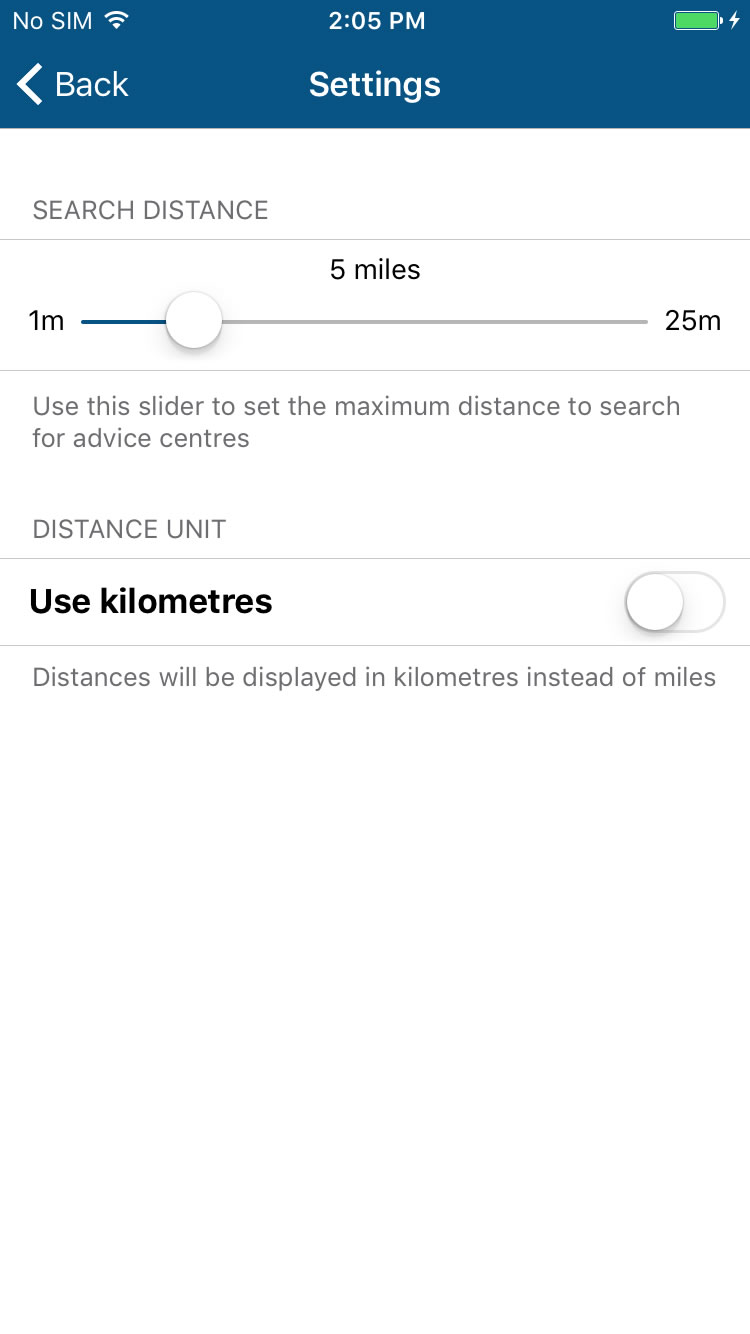 No SIM 2:05 PM
Back Settings
SEARCH DISTANCE
5 miles
1m 25m
Use this slider to set the maximum distance to search
for advice centres
DISTANCE UNIT
Use kilometres
Distances will be displayed in kilometres instead of miles